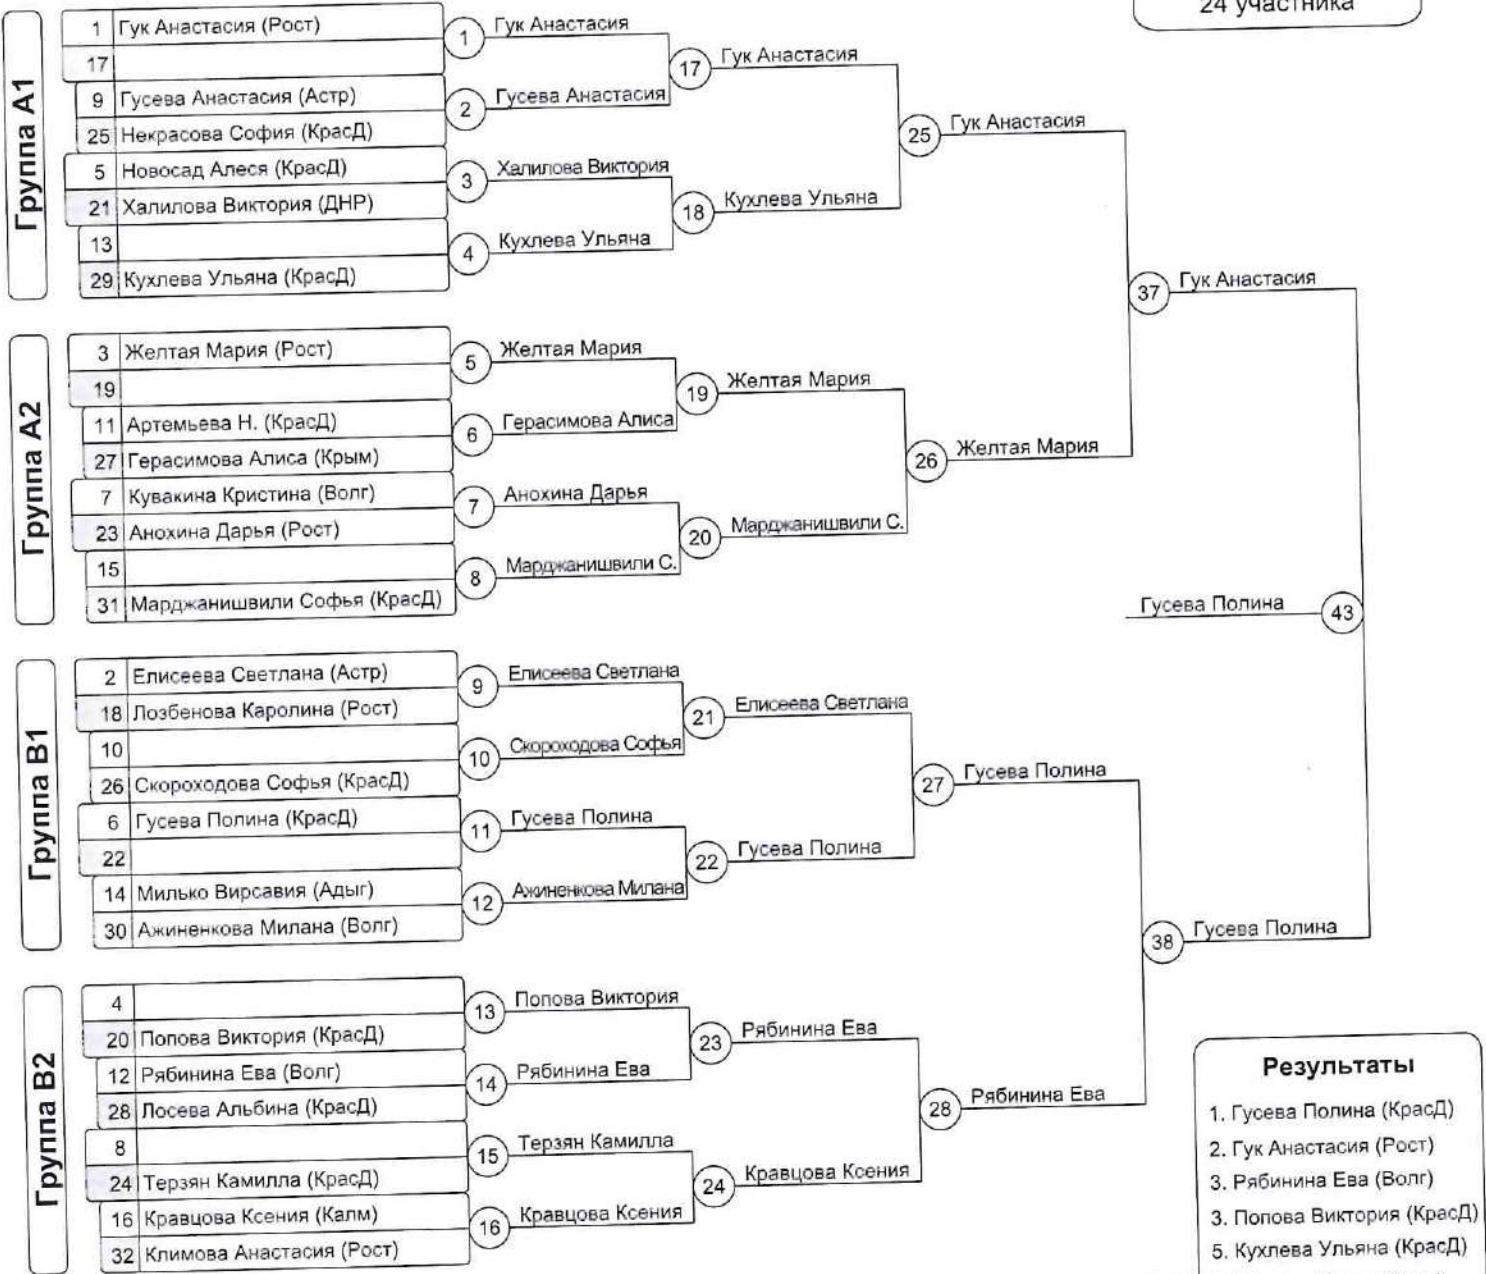 24 участника
Группа A1
1 Гук Анастасия (Рост)
17
9 Гусева Анастасия (Астр)
25 Некрасова София (КрасД)
5 Новосад Алеся (КрасД)
21 Халилова Виктория (ДНР)
13
29 Кухлева Ульяна (КрасД)
1 Гук Анастасия
2 Гусева Анастасия
3 Халилова Виктория
4 Кухлева Ульяна
17 Гук Анастасия
18 Кухлева Ульяна
25 Гук Анастасия
Группа A2
3 Желтая Мария (Рост)
19
11 Артемьева Н. (КрасД)
27 Герасимова Алиса (Крым)
7 Кувакина Кристина (Волг)
23 Анохина Дарья (Рост)
15
31 Марджанишвили Софья (КрасД)
5 Желтая Мария
6 Герасимова Алиса
7 Анохина Дарья
8 Марджанишвили С.
19 Желтая Мария
20 Марджанишвили С.
26 Желтая Мария
37 Гук Анастасия
Гусева Полина 43
Группа B1
2 Елисеева Светлана (Астр)
18 Лозбенова Каролина (Рост)
10
26 Скороходова Софья (КрасД)
6 Гусева Полина (КрасД)
22
14 Милько Вирсавия (Адыг)
30 Ажиненкова Милана (Волг)
9 Елисеева Светлана
10 Скороходова Софья
11 Гусева Полина
12 Ажиненкова Милана
21 Елисеева Светлана
22 Гусева Полина
27 Гусева Полина
Группа B2
4
20 Попова Виктория (КрасД)
12 Рябинина Ева (Волг)
28 Лосева Альбина (КрасД)
8
24 Терзян Камилла (КрасД)
16 Кравцова Ксения (Калм)
32 Климова Анастасия (Рост)
13 Попова Виктория
14 Рябинина Ева
15 Терзян Камилла
16 Кравцова Ксения
23 Рябинина Ева
24 Кравцова Ксения
28 Рябинина Ева
38 Гусева Полина
Результаты
1. Гусева Полина (КрасД)
2. Гук Анастасия (Рост)
3. Рябинина Ева (Волг)
3. Попова Виктория (КрасД)
5. Кухлева Ульяна (КрасД)